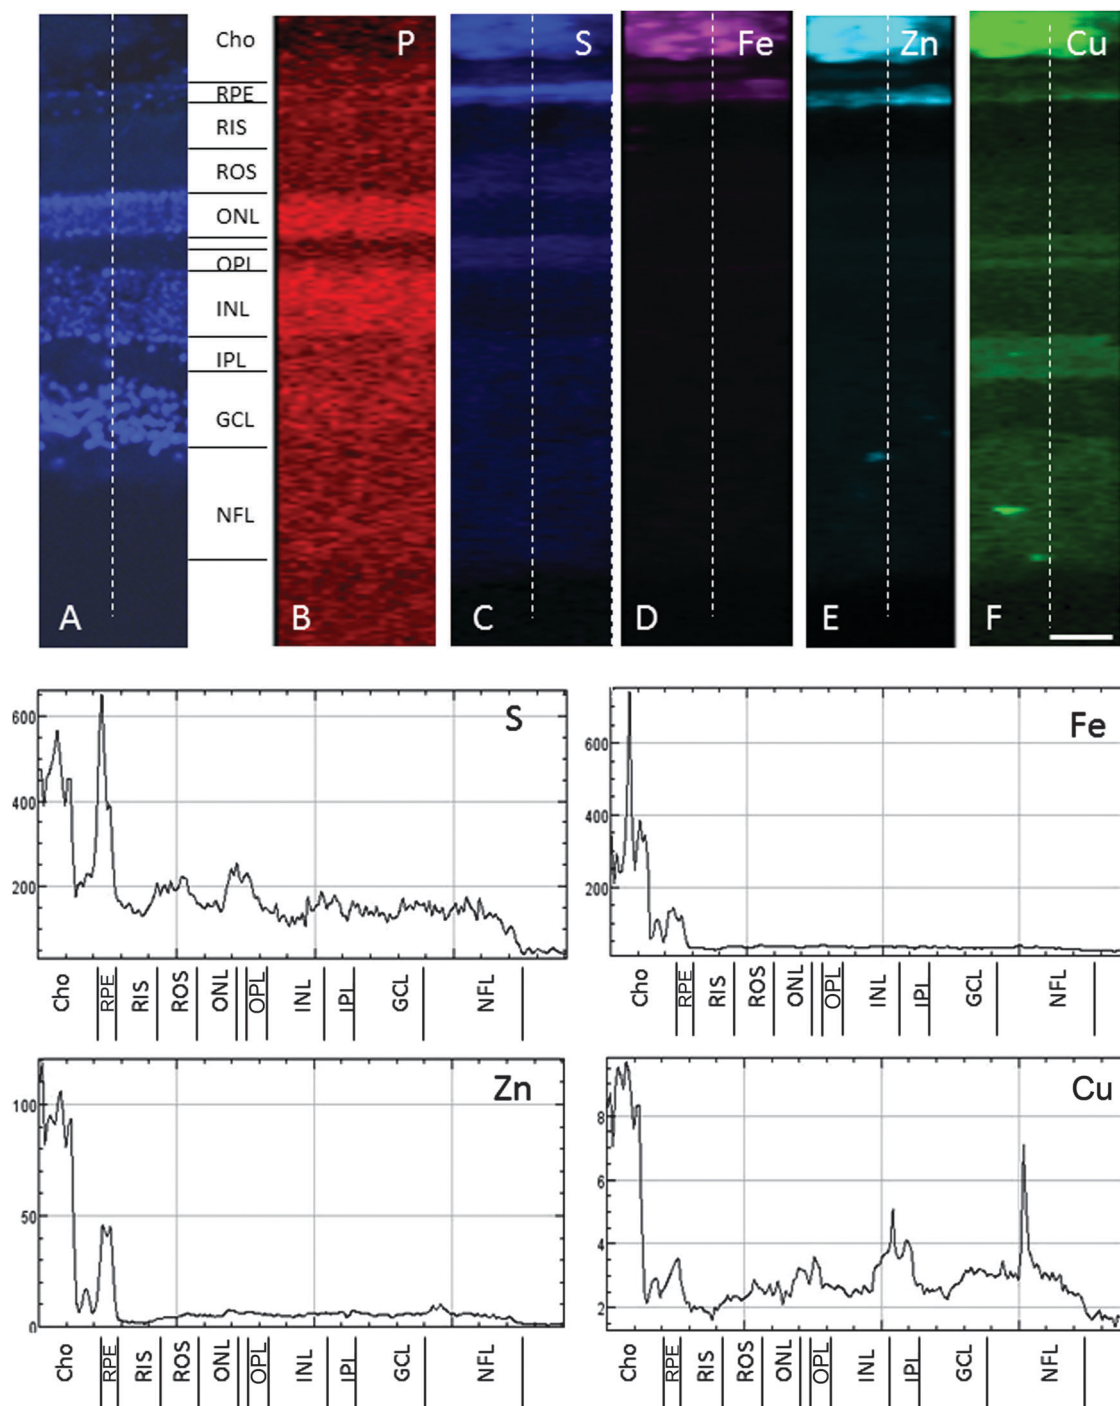 P S Fe Zn Cu
Cho
RPE
RIS
ROS
ONL
OPL
INL
IPL
GCL
NFL
A B C D E F
S
600
400
200
Cho RPE RIS ROS ONL OPL INL IPL GCL NFL
Fe
600
400
200
Cho RPE RIS ROS ONL OPL INL IPL GCL NFL
Zn
100
50
0
Cho RPE RIS ROS ONL OPL INL IPL GCL NFL
Cu
8
6
4
2
Cho RPE RIS ROS ONL OPL INL IPL GCL NFL